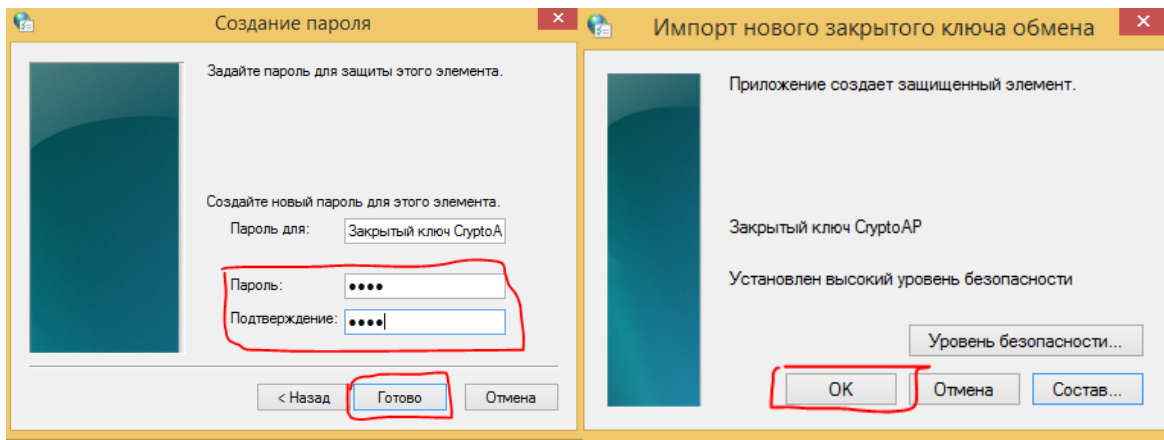 Создание пароля
Задайте пароль для защиты этого элемента.
Создайте новый пароль для этого элемента.
Пароль для: Закрытый ключ CryptoA
Пароль: ●●●●
Подтверждение: ●●●●
< Назад Готово Отмена
Импорт нового закрытого ключа обмена
Приложение создает защищенный элемент.
Закрытый ключ CryptoAP
Установлен высокий уровень безопасности
Уровень безопасности...
OK Отмена Состав...